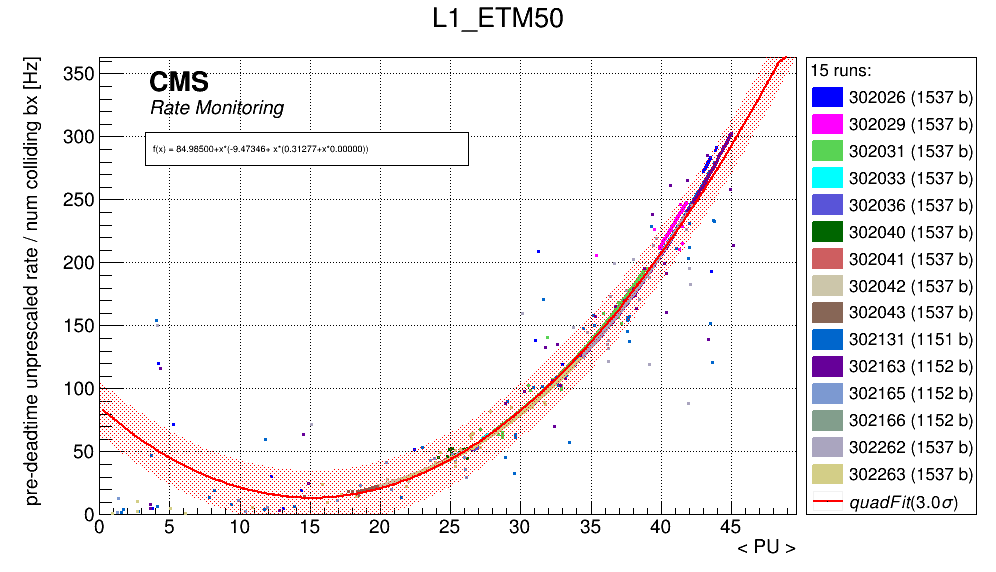 L1_ETM50
pre-deadtime unprescaled rate / num colliding bx [Hz]
CMS
Rate Monitoring
f(x) = 84.98500+x*(-9.47346+ x*(0.31277+x*0.00000))
350
300
250
200
150
100
50
0
0 5 10 15 20 25 30 35 40 45
< PU >
15 runs:
302026 (1537 b)
302029 (1537 b)
302031 (1537 b)
302033 (1537 b)
302036 (1537 b)
302040 (1537 b)
302041 (1537 b)
302042 (1537 b)
302043 (1537 b)
302131 (1151 b)
302163 (1152 b)
302165 (1152 b)
302166 (1152 b)
302262 (1537 b)
302263 (1537 b)
quadFit(3.0σ)